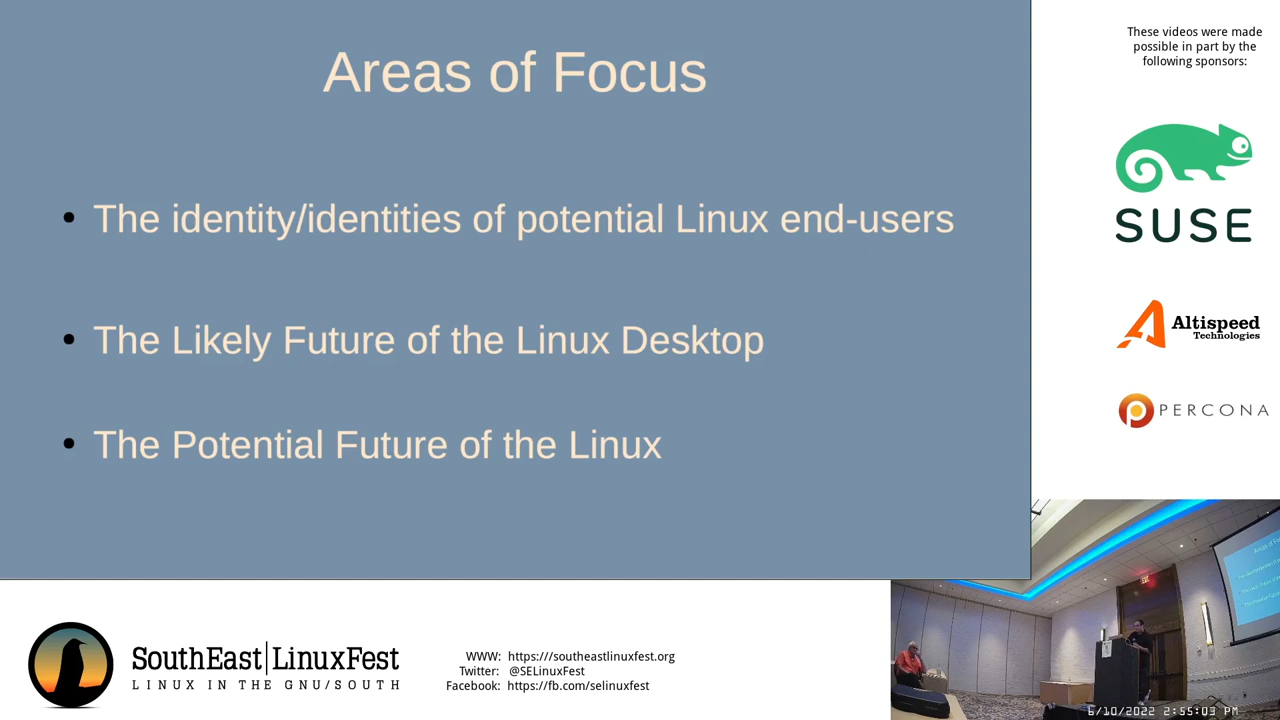 Areas of Focus
• The identity/identities of potential Linux end-users
• The Likely Future of the Linux Desktop
• The Potential Future of the Linux
These videos were made
possible in part by the
following sponsors:
SUSE
Altispeed
Technologies
PERCONA
SouthEast|LinuxFest
LINUX IN THE GNU/SOUTH
WWW: https:///southeastlinuxfest.org
Twitter: @SELinuxFest
Facebook: https://fb.com/selinuxfest
6/10/2022 2:55:03 PM